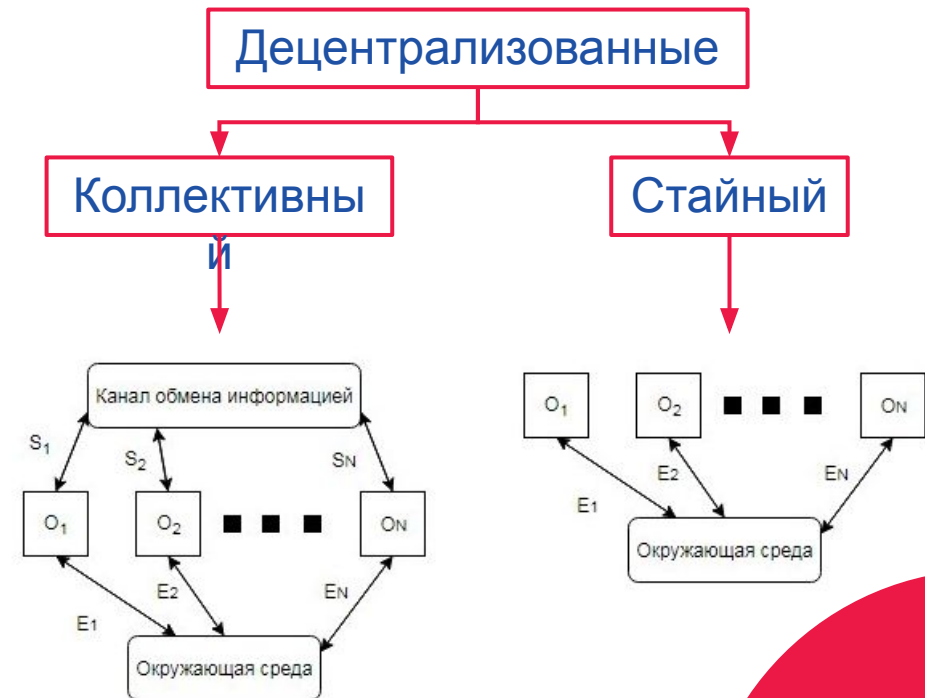 Децентрализованные
Коллективны
й
Стайный
Канал обмена информацией
S1
S2
SN
O1
O2
ON
E1
E2
EN
Окружающая среда
O1
O2
ON
E1
E2
EN
Окружающая среда